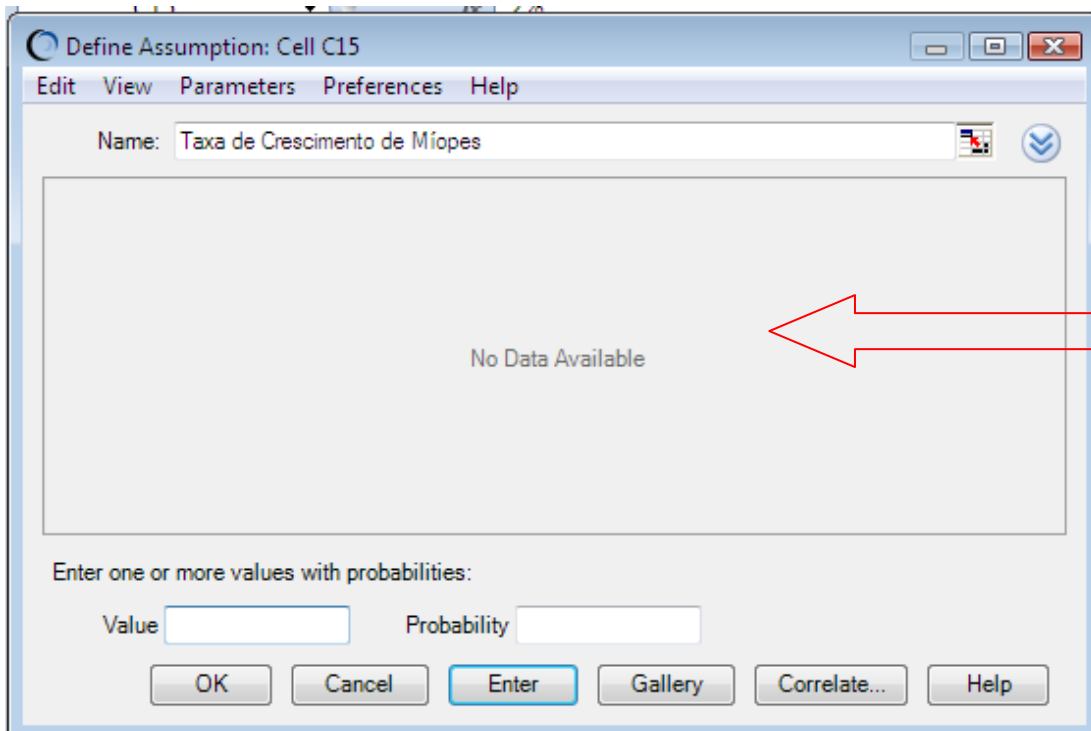 Define Assumption: Cell C15
Edit View Parameters Preferences Help
Name: Taxa de Crescimento de Míopes
No Data Available
Enter one or more values with probabilities:
Value Probability
OK Cancel Enter Gallery Correlate... Help